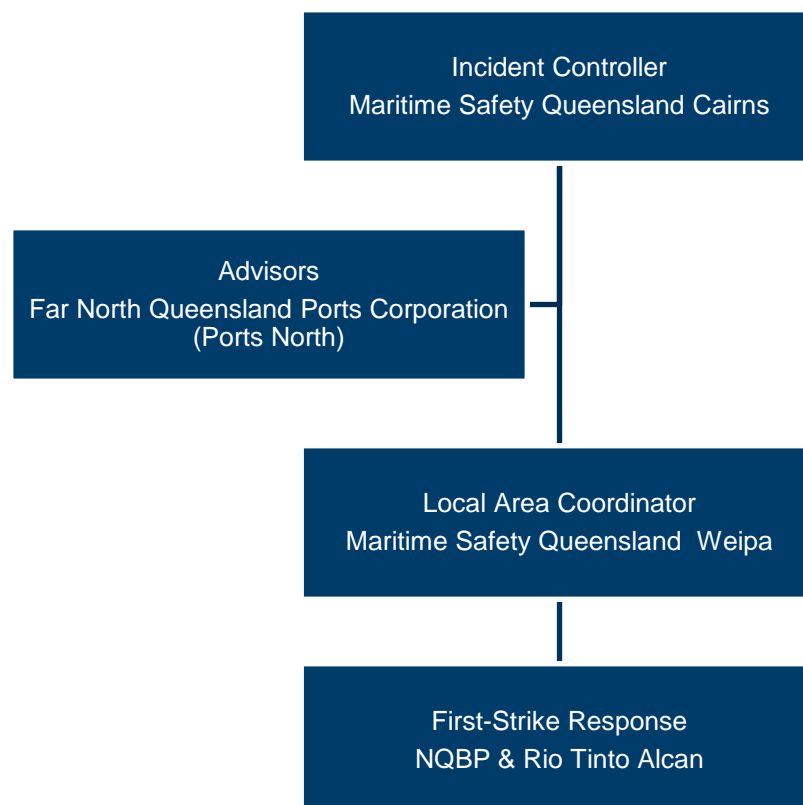 Incident Controller
Maritime Safety Queensland Cairns
Advisors
Far North Queensland Ports Corporation
(Ports North)
Local Area Coordinator
Maritime Safety Queensland  Weipa
First-Strike Response
NQBP & Rio Tinto Alcan